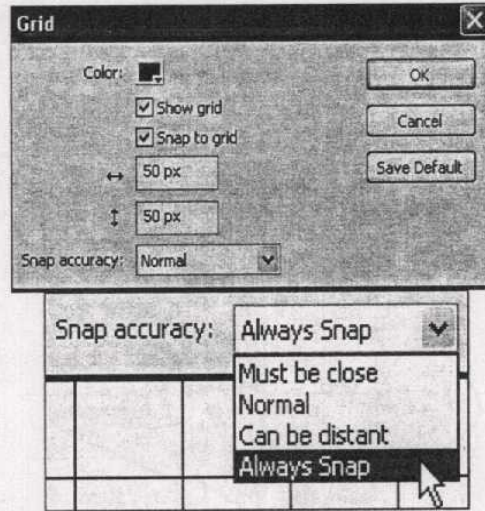 Grid
Color:
Show grid
Snap to grid
50 px
50 px
Snap accuracy: Normal
OK
Cancel
Save Default
Snap accuracy: Always Snap
Must be close
Normal
Can be distant
Always Snap